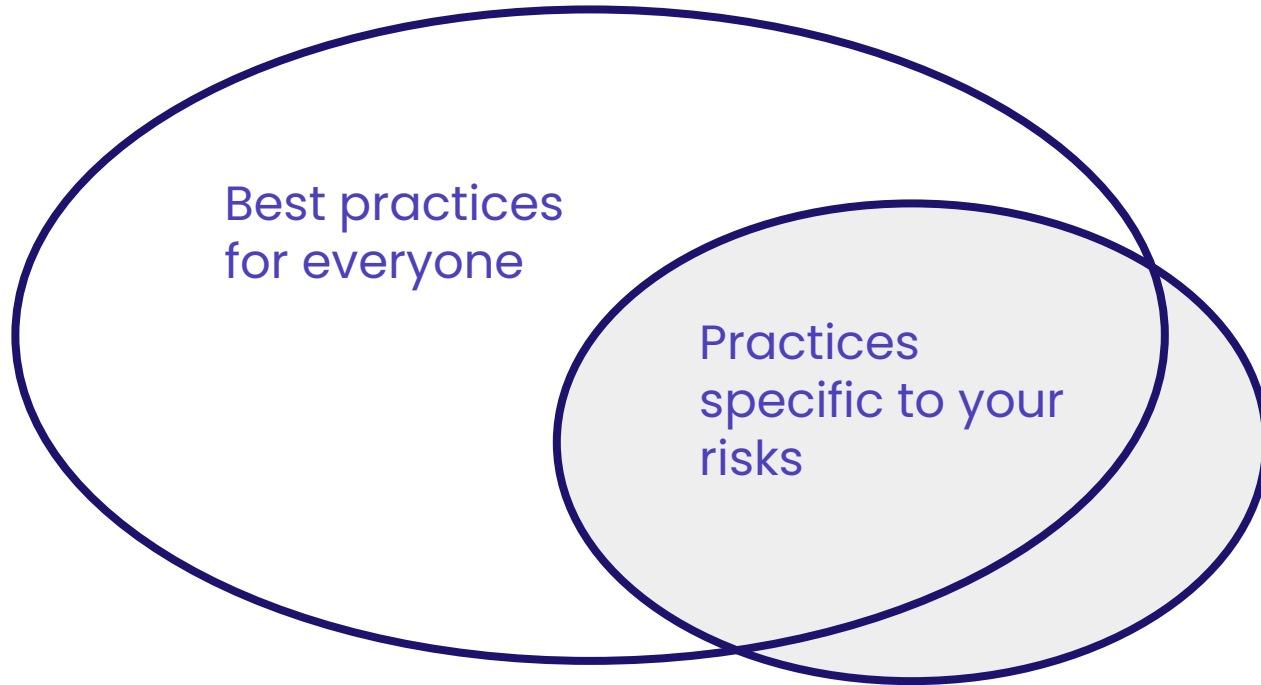 Best practices
for everyone
Practices
specific to your
risks